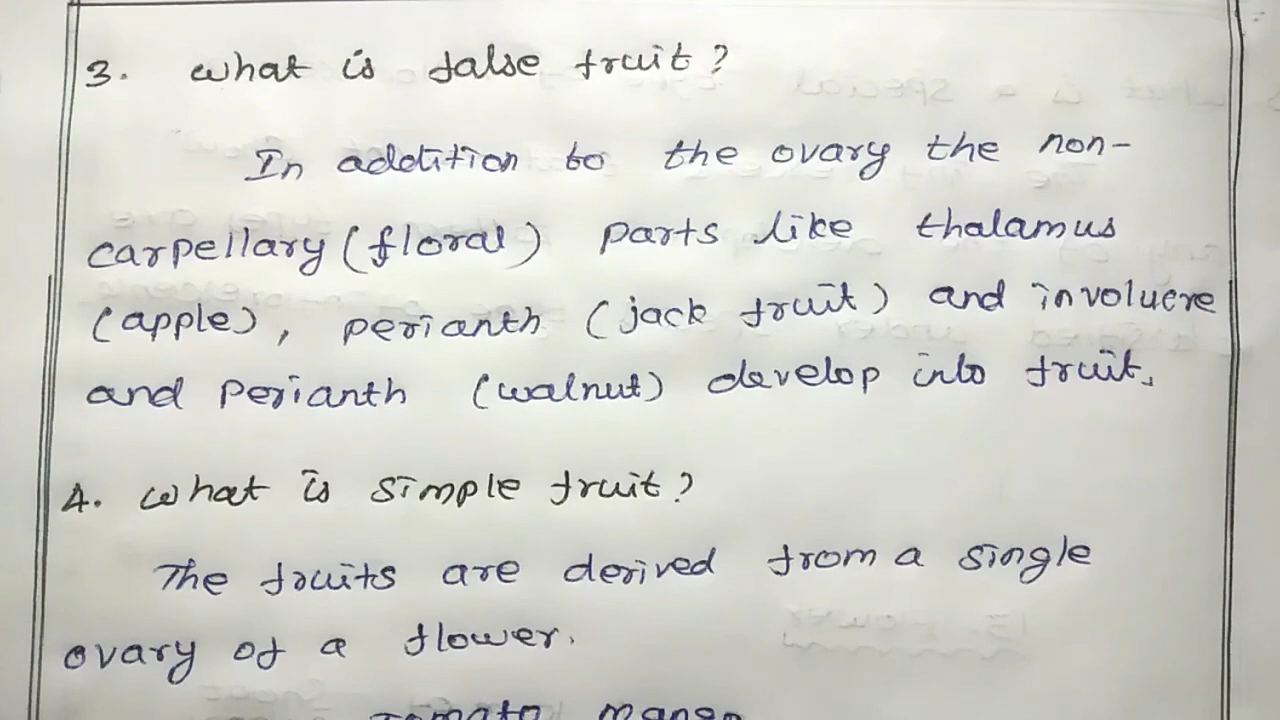 3. What is false fruit?
In addition to the ovary the non-
carpellary (floral) parts like thalamus
(apple), perianth (jack fruit) and involucre
and perianth (walnut) develop into fruit.
4. What is simple fruit?
The fruits are derived from a single
ovary of a flower.
Tomato mango